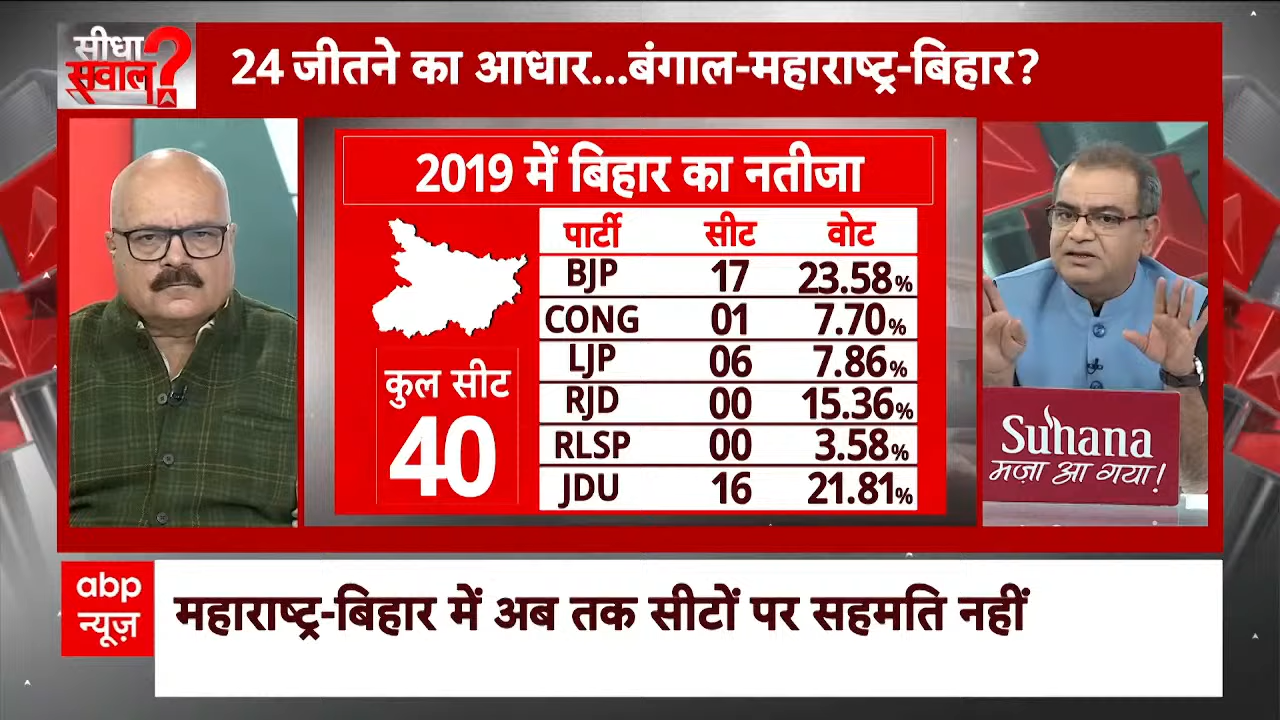 सीधा
सवाल?
24 जीतने का आधार...बंगाल-महाराष्ट्र-बिहार?
2019 में बिहार का नतीजा
पार्टी सीट वोट
BJP 17 23.58%
CONG 01 7.70%
LJP 06 7.86%
RJD 00 15.36%
RLSP 00 3.58%
JDU 16 21.81%
कुल सीट
40
Suhana
मज़ा आ गया!
abp
न्यूज़
महाराष्ट्र-बिहार में अब तक सीटों पर सहमति नहीं